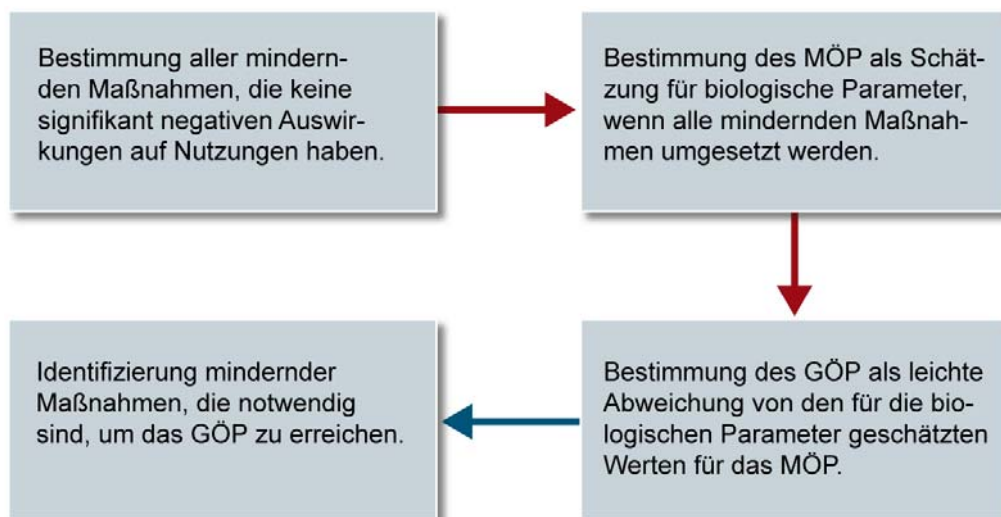 Bestimmung aller mindern-
den Maßnahmen, die keine
signifikant negativen Auswir-
kungen auf Nutzungen haben.
Bestimmung des MÖP als Schät-
zung für biologische Parameter,
wenn alle mindernden Maßnah-
men umgesetzt werden.
Bestimmung des GÖP als leichte
Abweichung von den für die bio-
logischen Parameter geschätzten
Werten für das MÖP.
Identifizierung mindernder
Maßnahmen, die notwendig
sind, um das GÖP zu erreichen.